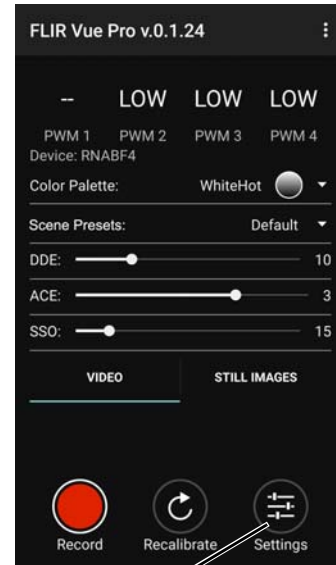 FLIR Vue Pro v.0.1.24
-- LOW LOW LOW
PWM 1 PWM 2 PWM 3 PWM 4
Device: RNABF4
Color Palette: WhiteHot
Scene Presets: Default
DDE: 10
ACE: 3
SSO: 15
VIDEO STILL IMAGES
Record Recalibrate Settings